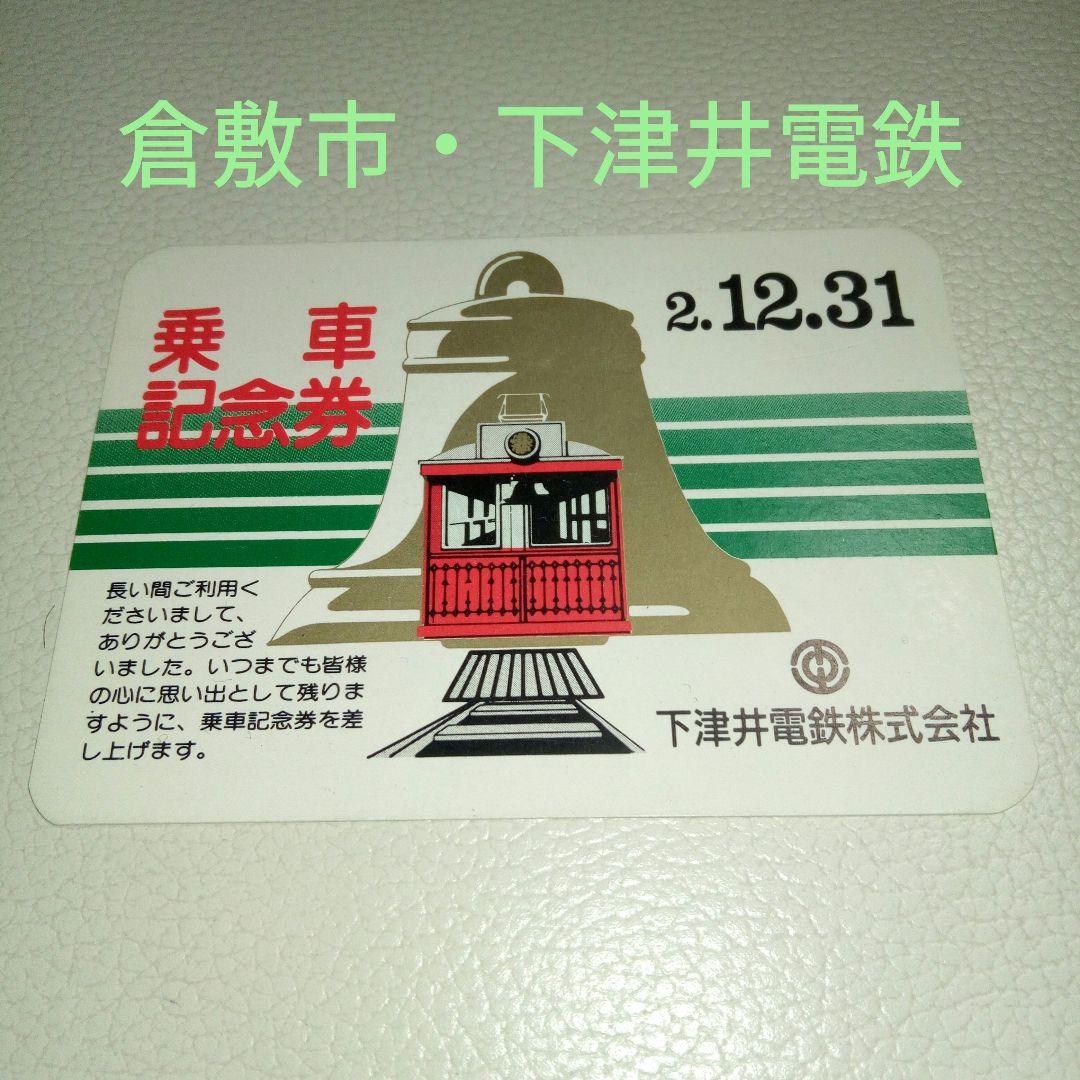 倉敷市・下津井電鉄
乗車
記念券
2.12.31
長い間ご利用く
ださいまして、
ありがとうござ
いました。いつまでも皆様
の心に思い出として残りま
すように、乗車記念券を差
し上げます。
下津井電鉄株式会社